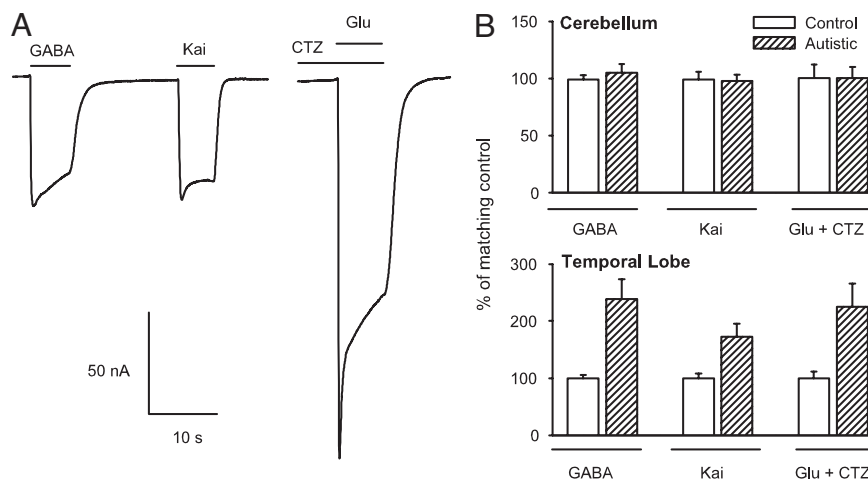 A
GABA
Kai
Glu
CTZ
50 nA
10 s
B
Cerebellum
Control
Autistic
150
100
50
0
GABA
Kai
Glu + CTZ
% of matching control
Temporal Lobe
300
200
100
0
GABA
Kai
Glu + CTZ